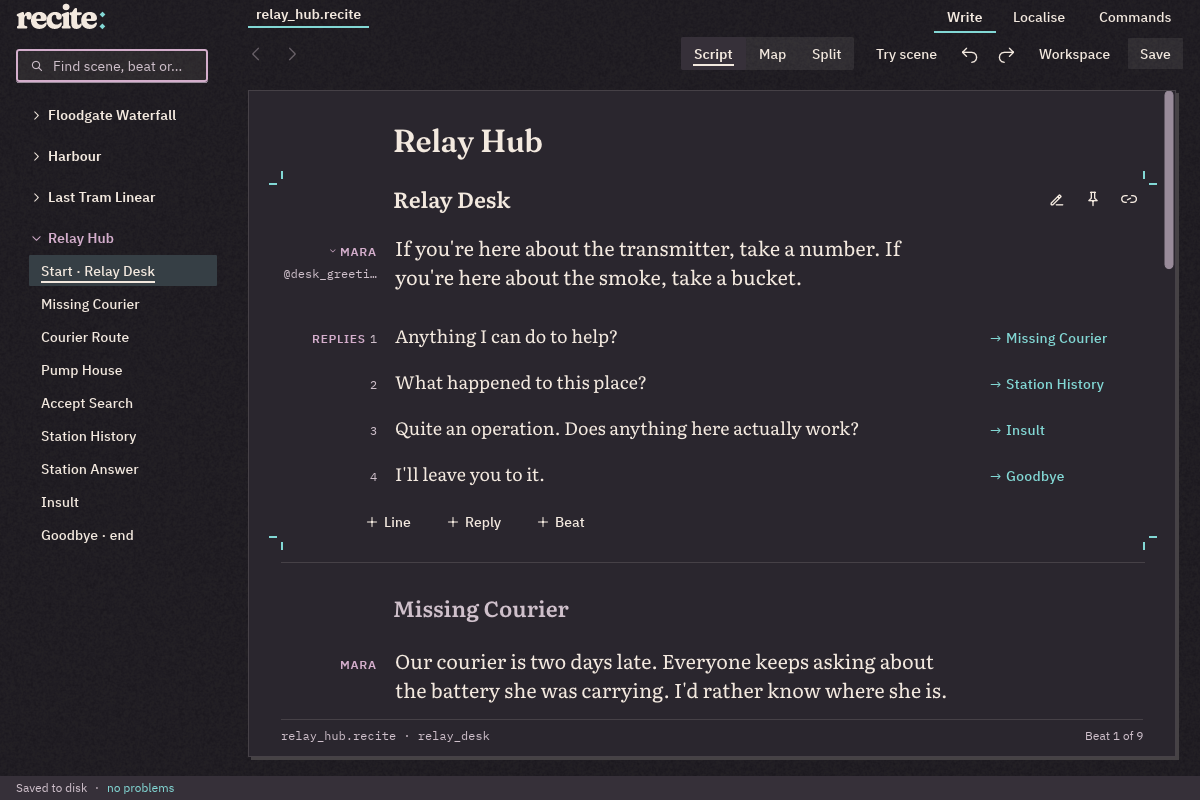 recite:
relay_hub.recite
Write
Localise
Commands
Find scene, beat or...
Script
Map
Split
Try scene
Workspace
Save
Floodgate Waterfall
Harbour
Last Tram Linear
Relay Hub
Start · Relay Desk
Missing Courier
Courier Route
Pump House
Accept Search
Station History
Station Answer
Insult
Goodbye · end
Relay Hub
Relay Desk
MARA
@desk_greeti…
If you're here about the transmitter, take a number. If
you're here about the smoke, take a bucket.
REPLIES 1 Anything I can do to help? → Missing Courier
2 What happened to this place? → Station History
3 Quite an operation. Does anything here actually work? → Insult
4 I'll leave you to it. → Goodbye
+ Line + Reply + Beat
Missing Courier
MARA
Our courier is two days late. Everyone keeps asking about
the battery she was carrying. I'd rather know where she is.
relay_hub.recite · relay_desk
Beat 1 of 9
Saved to disk · no problems